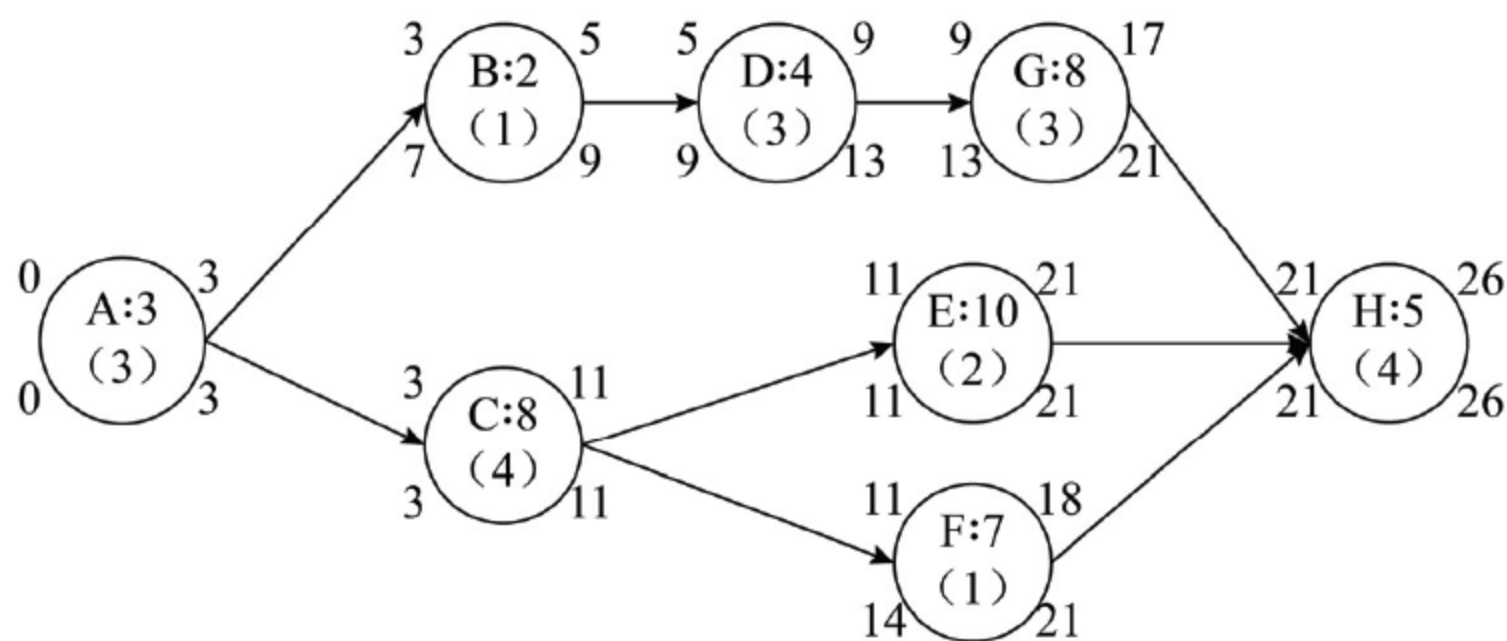 3 5 5 9 9 17
B:2 D:4 G:8
（1） （3） （3）
7 9 9 13 13 21
0 3 11 21 21 26
A:3 E:10 H:5
（3） （2） （4）
0 3 11 21 21 26
3 11
C:8
（4）
3 11
11 18
F:7
（1）
14 21